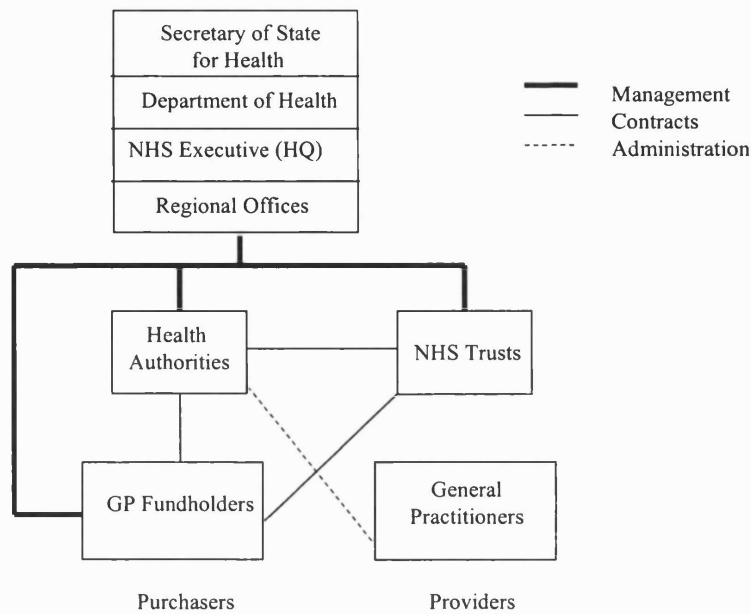 Secretary of State
for Health
Department of Health
NHS Executive (HQ)
Regional Offices
Management
Contracts
Administration
Health
Authorities
NHS Trusts
GP Fundholders
General
Practitioners
Purchasers
Providers